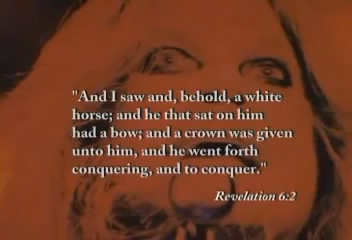 "And I saw and, behold, a white
horse; and he that sat on him
had a bow; and a crown was given
unto him, and he went forth
conquering, and to conquer."
Revelation 6:2